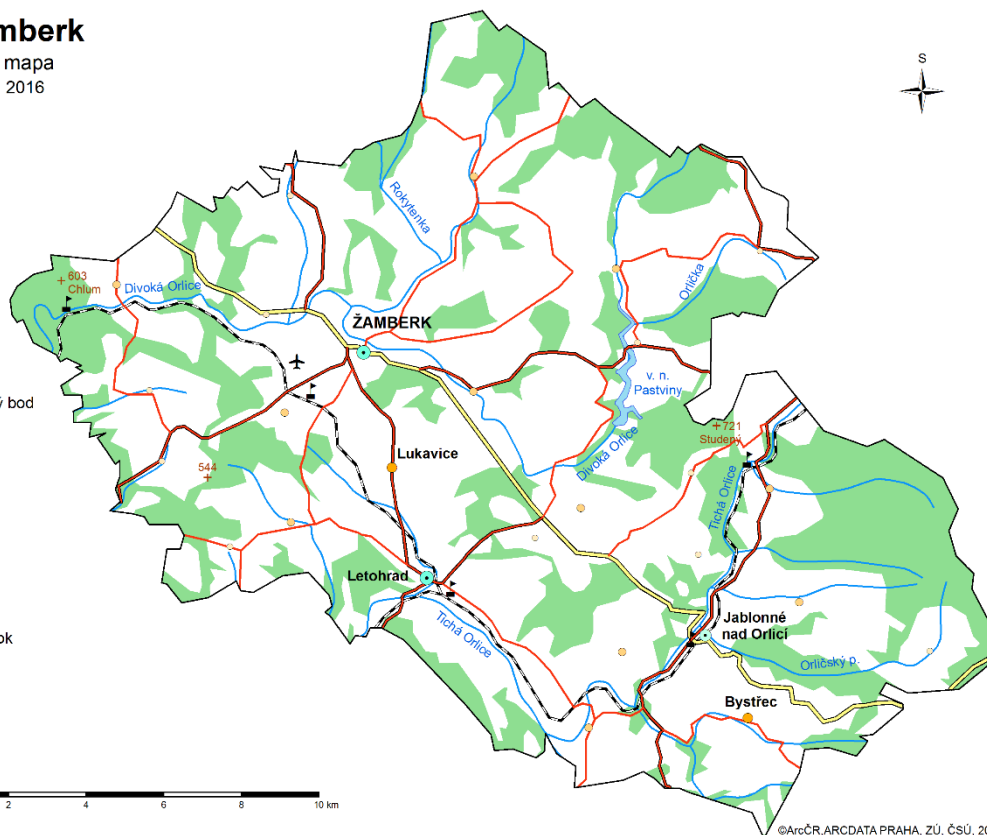 mberk
mapa
2016
S
Rokytenka
603
Chlum
Divoká Orlice
Orlička
ŽAMBERK
v. n.
Pastviny
ý bod
721
Studený
Lukavice
Divoká Orlice
544
Tichá Orlice
Letohrad
Tichá Orlice
Jablonné
nad Orlicí
ok
Orličský p.
Bystřec
2 4 6 8 10 km
©ArcČR,ARCDATA PRAHA, ZÚ, ČSÚ, 20